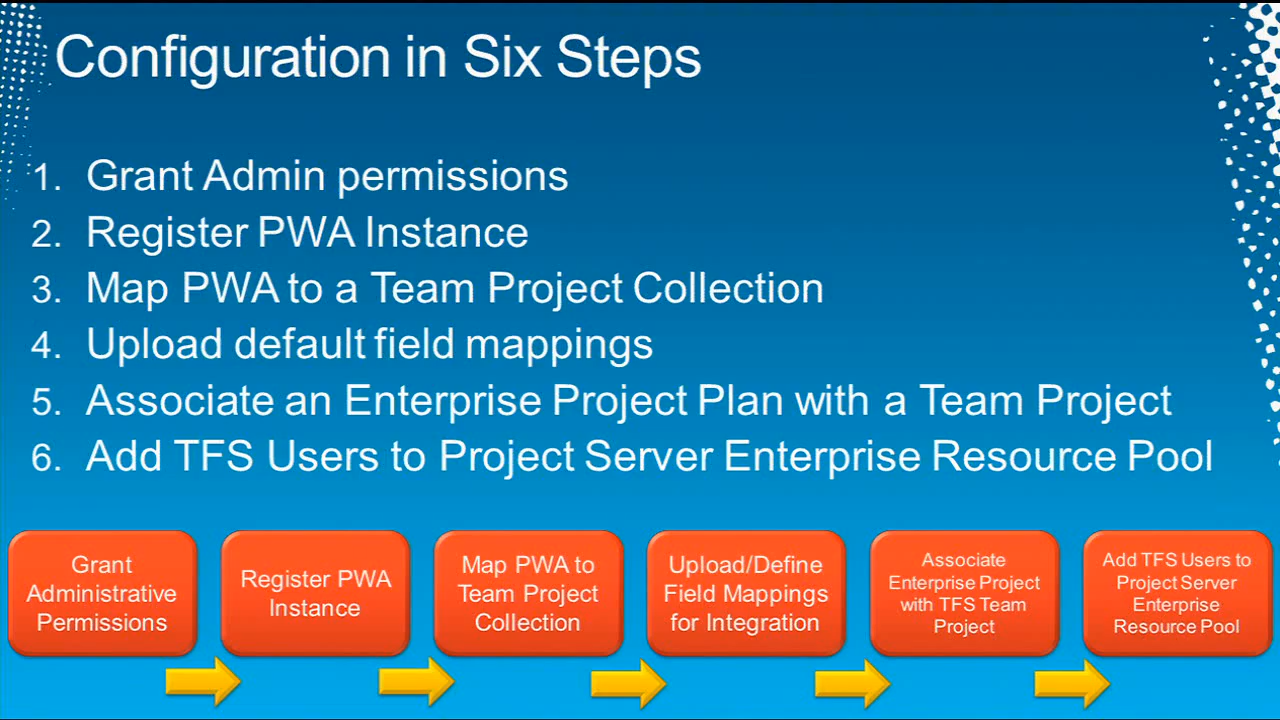 Configuration in Six Steps
1. Grant Admin permissions
2. Register PWA Instance
3. Map PWA to a Team Project Collection
4. Upload default field mappings
5. Associate an Enterprise Project Plan with a Team Project
6. Add TFS Users to Project Server Enterprise Resource Pool
Grant
Administrative
Permissions
Register PWA
Instance
Map PWA to
Team Project
Collection
Upload/Define
Field Mappings
for Integration
Associate
Enterprise Project
with TFS Team
Project
Add TFS Users to
Project Server
Enterprise
Resource Pool